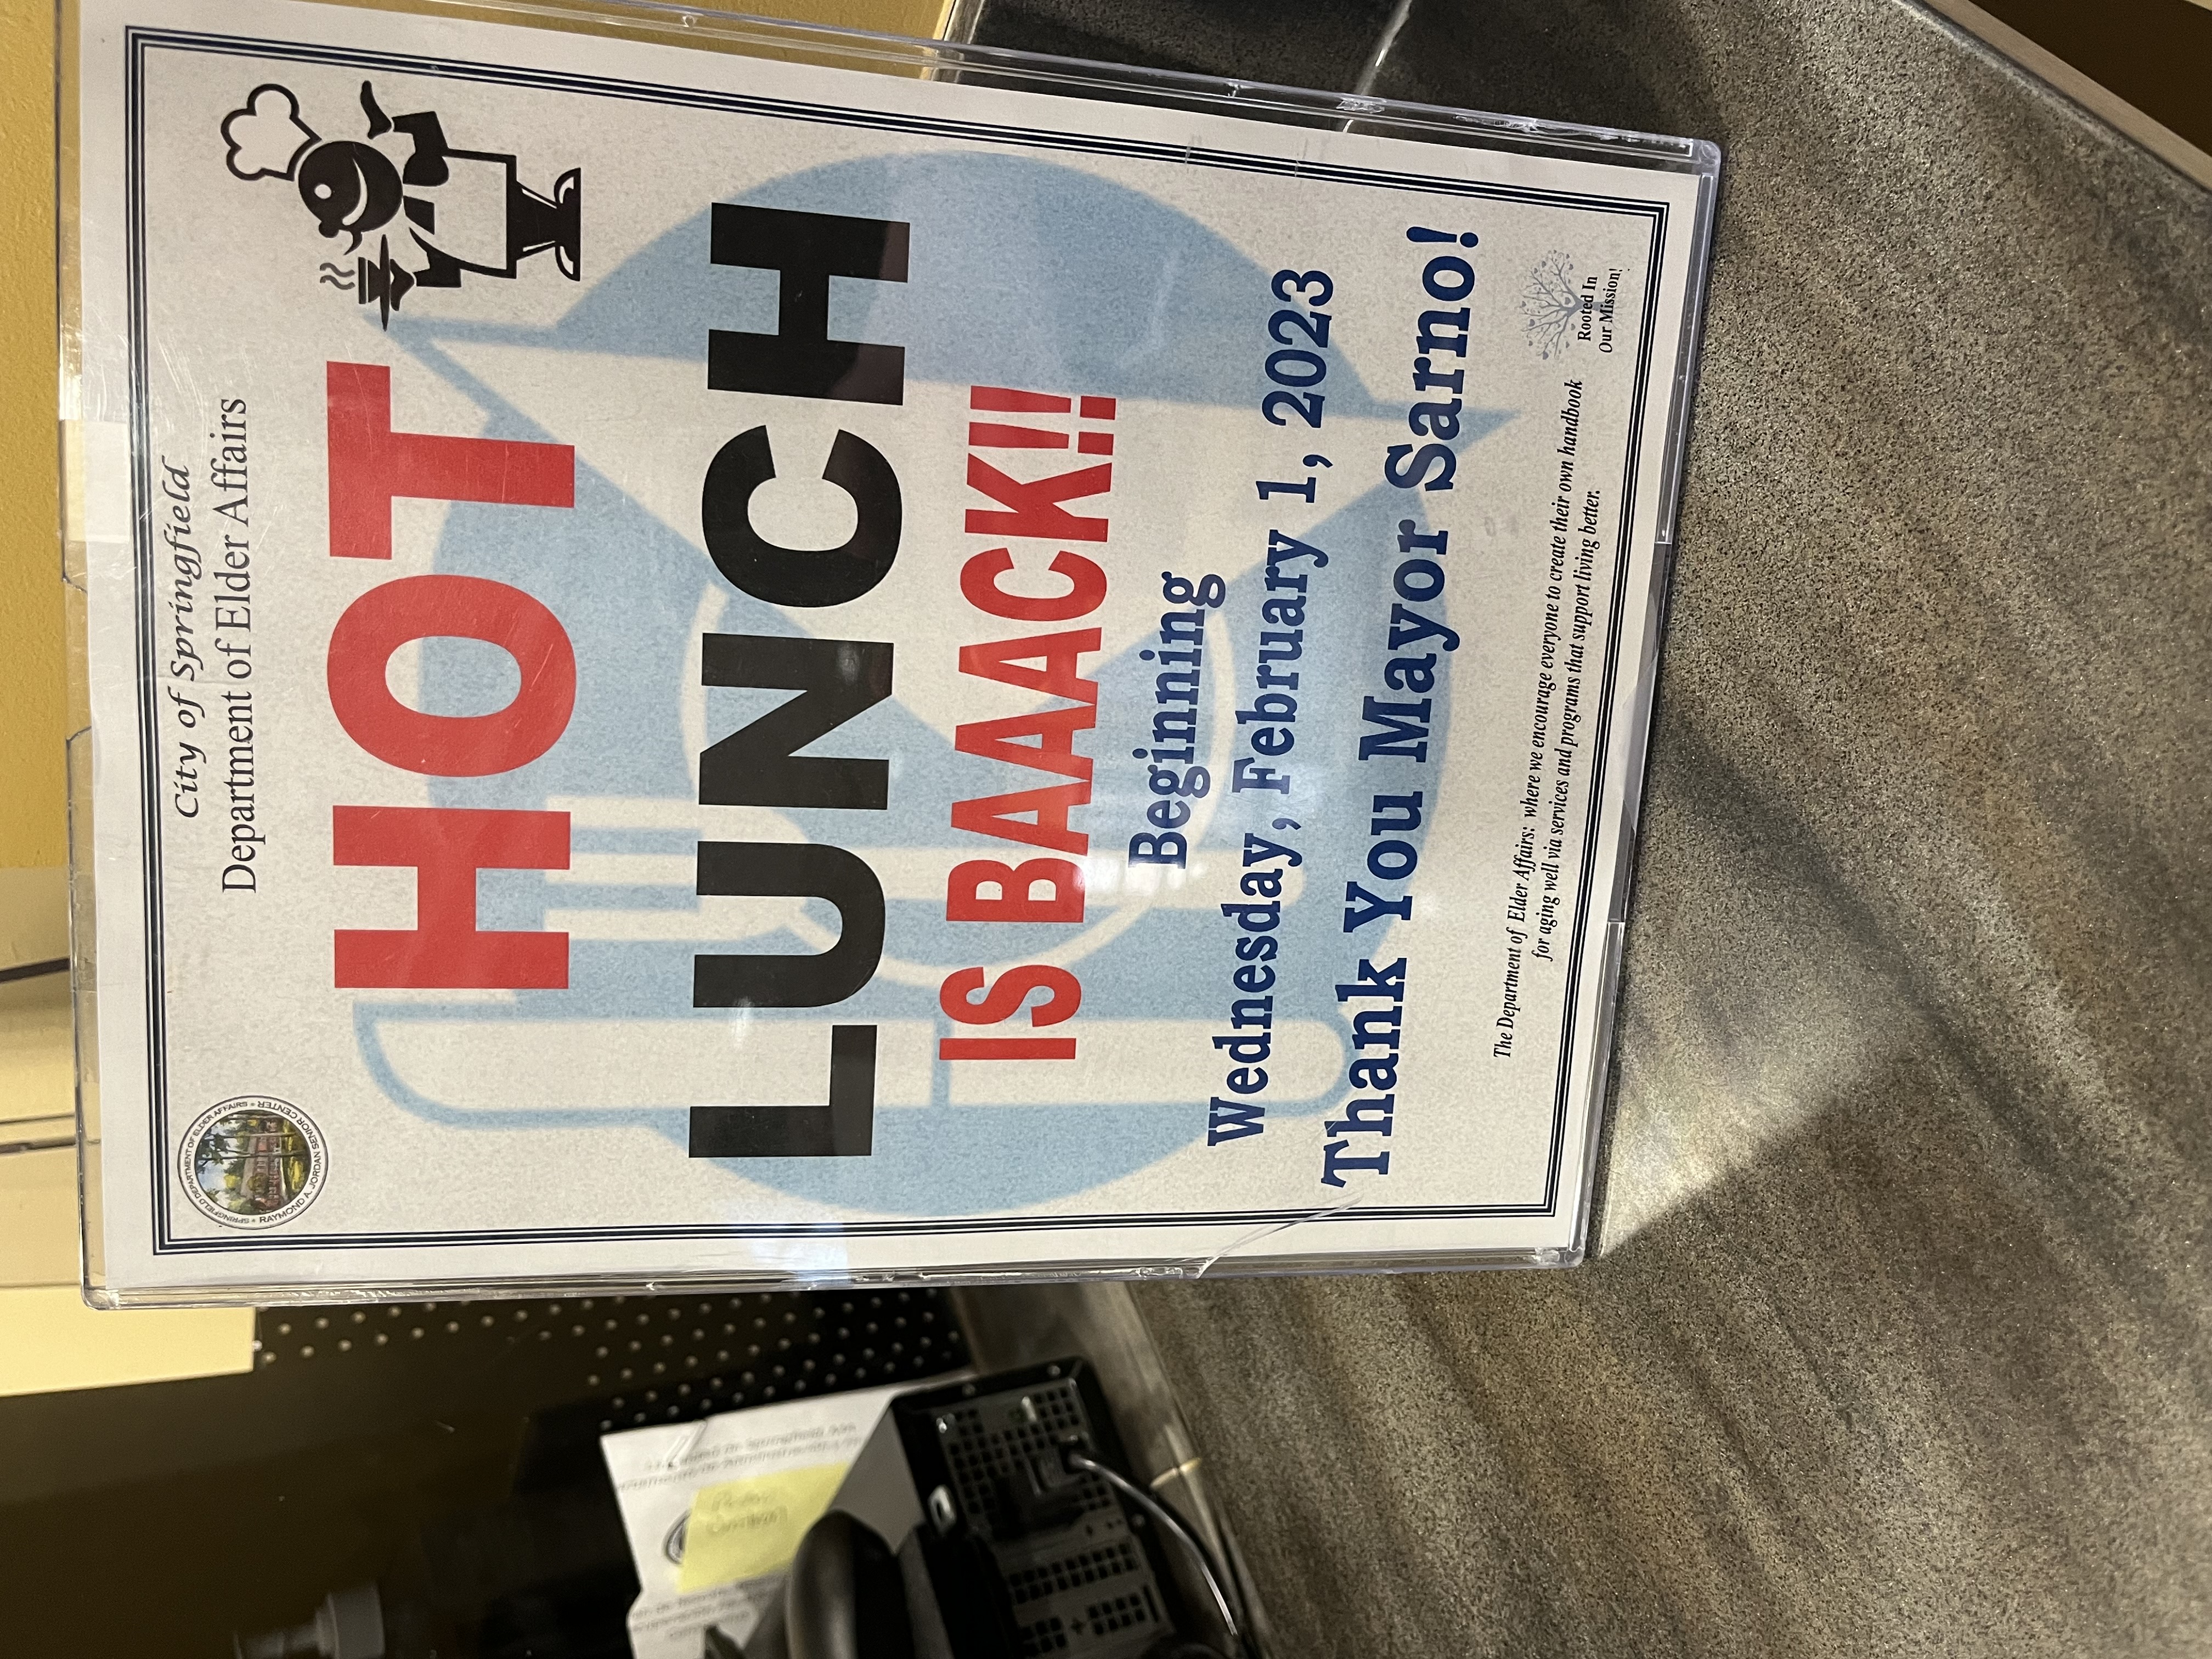 City of Springfield
Department of Elder Affairs
SPRINGFIELD DEPARTMENT OF ELDER AFFAIRS
RAYMOND A. JORDAN SENIOR CENTER
HOT
LUNCH
IS BAAACK!!
Beginning
Wednesday, February 1, 2023
Thank You Mayor Sarno!
The Department of Elder Affairs: where we encourage everyone to create their own handbook
for aging well via services and programs that support living better.
Rooted In
Our Mission!